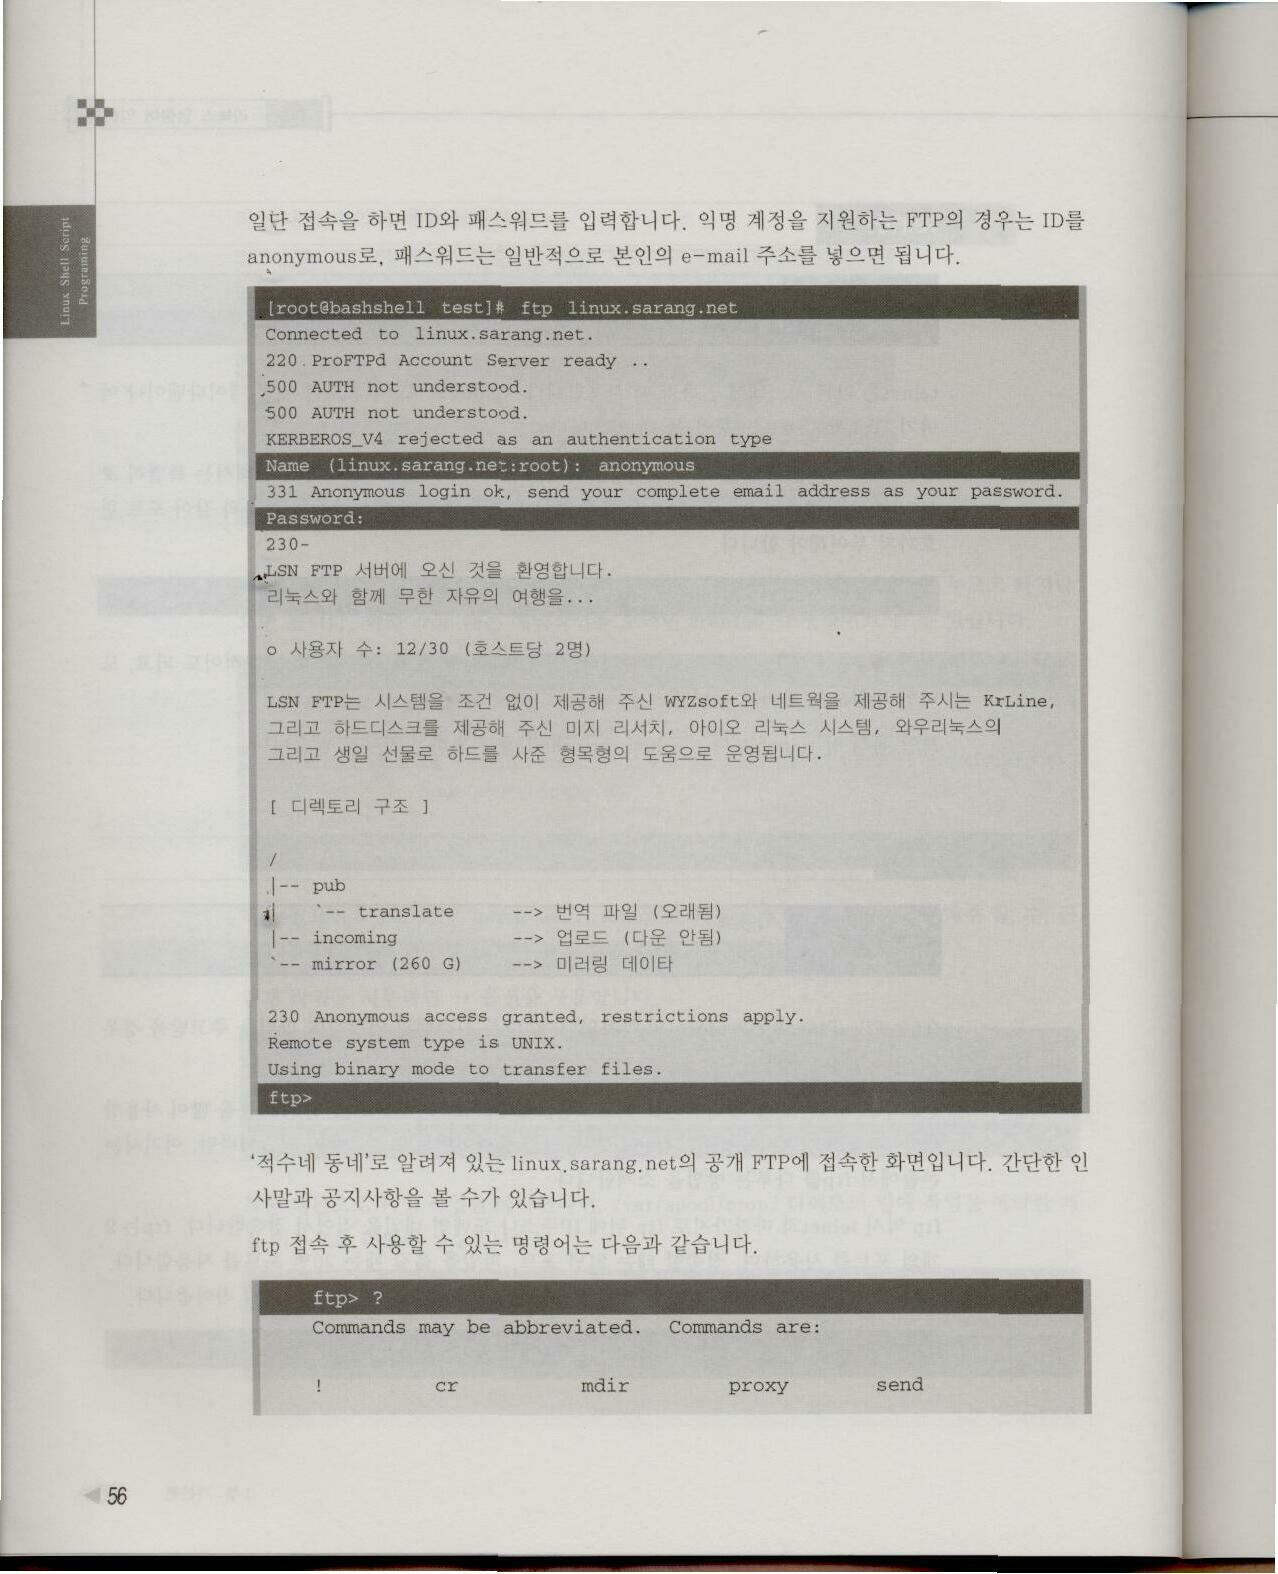 Linux Shell Script
Programing
일단 접속을 하면 ID와 패스워드를 입력합니다. 익명 계정을 지원하는 FTP의 경우는 ID를
anonymous로, 패스워드는 일반적으로 본인의 e-mail 주소를 넣으면 됩니다.
[root@bashshell test]# ftp linux.sarang.net
Connected to linux.sarang.net.
220 ProFTPd Account Server ready ..
500 AUTH not understood.
500 AUTH not understood.
KERBEROS_V4 rejected as an authentication type
Name (linux.sarang.net:root): anonymous
331 Anonymous login ok, send your complete email address as your password.
Password:
230-
LSN FTP 서버에 오신 것을 환영합니다.
리눅스와 함께 무한 자유의 여행을...
o 사용자 수: 12/30 (호스트당 2명)
LSN FTP는 시스템을 조건 없이 제공해 주신 WYZsoft와 네트웍을 제공해 주시는 KrLine,
그리고 하드디스크를 제공해 주신 미지 리서치, 아이오 리눅스 시스템, 와우리눅스의
그리고 생일 선물로 하드를 사준 형목형의 도움으로 운영됩니다.
[ 디렉토리 구조 ]
/
|-- pub
|   `-- translate     --> 번역 파일 (오래됨)
|-- incoming          --> 업로드 (다운 안됨)
`-- mirror (260 G)    --> 미러링 데이타
230 Anonymous access granted, restrictions apply.
Remote system type is UNIX.
Using binary mode to transfer files.
ftp>
'적수네 동네'로 알려져 있는 linux.sarang.net의 공개 FTP에 접속한 화면입니다. 간단한 인
사말과 공지사항을 볼 수가 있습니다.
ftp 접속 후 사용할 수 있는 명령어는 다음과 같습니다.
ftp> ?
Commands may be abbreviated.  Commands are:
!          cr          mdir          proxy          send
56